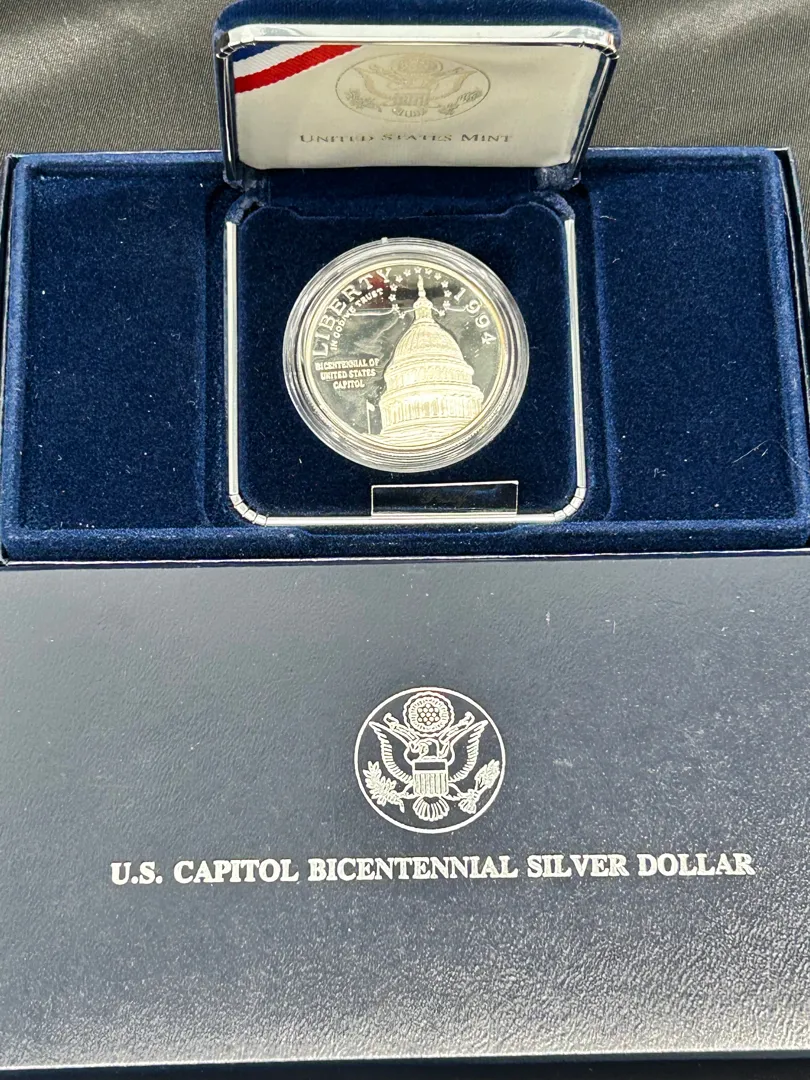 UNITED STATES MINT
LIBERTY
IN GOD WE TRUST
1994
BICENTENNIAL OF
UNITED STATES
CAPITOL
U.S. CAPITOL BICENTENNIAL SILVER DOLLAR